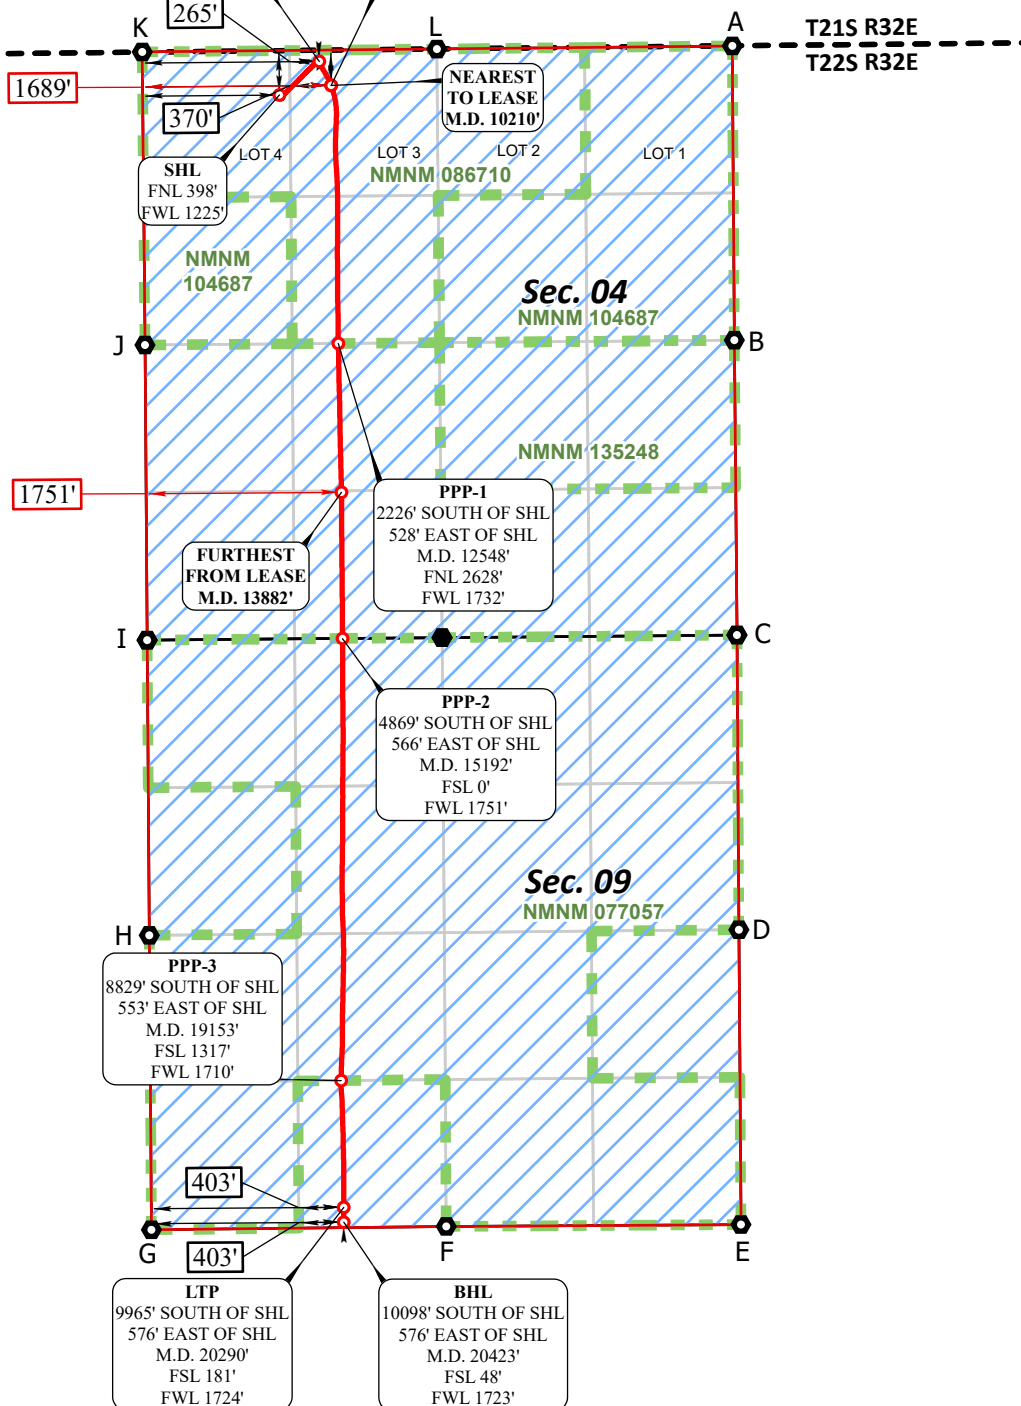 265'
K
L
A
T21S R32E
T22S R32E
1689'
370'
NEAREST
TO LEASE
M.D. 10210'
SHL
FNL 398'
FWL 1225'
LOT 4
LOT 3
LOT 2
LOT 1
NMNM 086710
NMNM
104687
Sec. 04
NMNM 104687
J
B
NMNM 135248
1751'
PPP-1
2226' SOUTH OF SHL
528' EAST OF SHL
M.D. 12548'
FNL 2628'
FWL 1732'
FURTHEST
FROM LEASE
M.D. 13882'
I
C
PPP-2
4869' SOUTH OF SHL
566' EAST OF SHL
M.D. 15192'
FSL 0'
FWL 1751'
Sec. 09
NMNM 077057
H
D
PPP-3
8829' SOUTH OF SHL
553' EAST OF SHL
M.D. 19153'
FSL 1317'
FWL 1710'
403'
403'
G
F
E
LTP
9965' SOUTH OF SHL
576' EAST OF SHL
M.D. 20290'
FSL 181'
FWL 1724'
BHL
10098' SOUTH OF SHL
576' EAST OF SHL
M.D. 20423'
FSL 48'
FWL 1723'